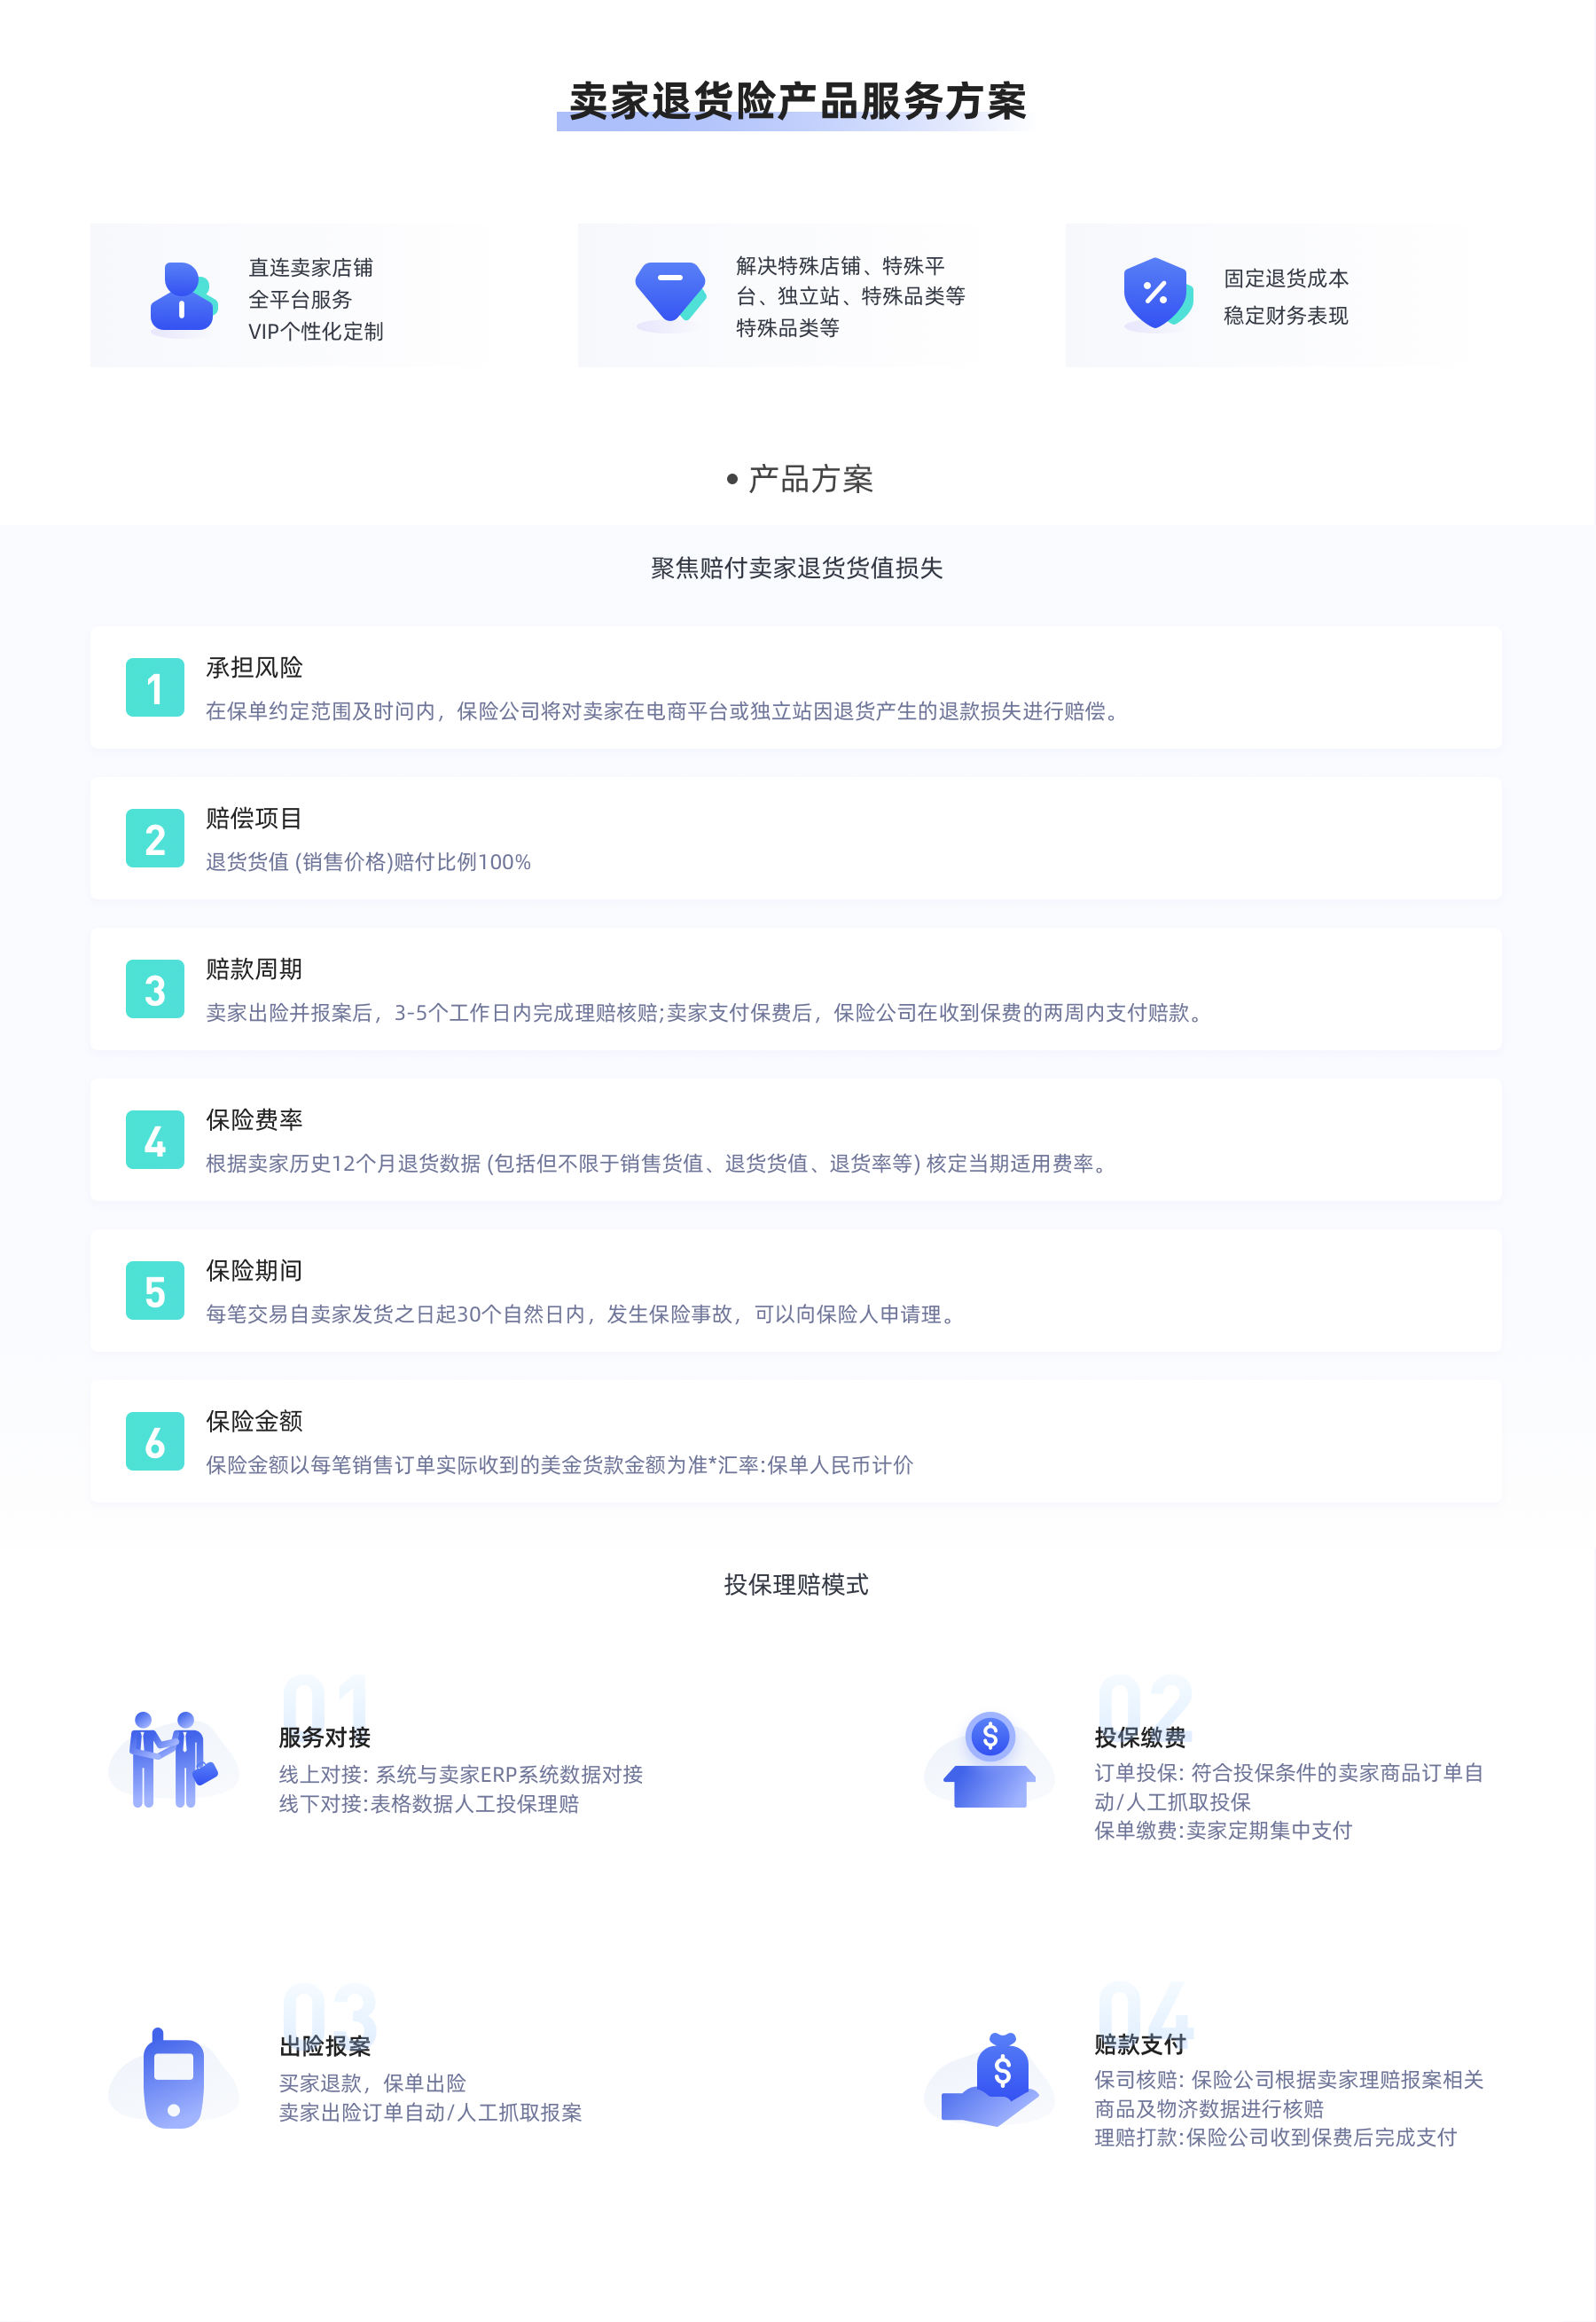 卖家退货险产品服务方案
直连卖家店铺
全平台服务
VIP个性化定制
解决特殊店铺、特殊平
台、独立站、特殊品类等
特殊品类等
固定退货成本
稳定财务表现
• 产品方案
聚焦赔付卖家退货货值损失
1
承担风险
在保单约定范围及时问内，保险公司将对卖家在电商平台或独立站因退货产生的退款损失进行赔偿。
2
赔偿项目
退货货值 (销售价格)赔付比例100%
3
赔款周期
卖家出险并报案后，3-5个工作日内完成理赔核赔;卖家支付保费后，保险公司在收到保费的两周内支付赔款。
4
保险费率
根据卖家历史12个月退货数据 (包括但不限于销售货值、退货货值、退货率等) 核定当期适用费率。
5
保险期间
每笔交易自卖家发货之日起30个自然日内，发生保险事故，可以向保险人申请理。
6
保险金额
保险金额以每笔销售订单实际收到的美金货款金额为准*汇率:保单人民币计价
投保理赔模式
01
服务对接
线上对接: 系统与卖家ERP系统数据对接
线下对接:表格数据人工投保理赔
02
投保缴费
订单投保: 符合投保条件的卖家商品订单自
动/人工抓取投保
保单缴费:卖家定期集中支付
03
出险报案
买家退款，保单出险
卖家出险订单自动/人工抓取报案
04
赔款支付
保司核赔: 保险公司根据卖家理赔报案相关
商品及物济数据进行核赔
理赔打款:保险公司收到保费后完成支付